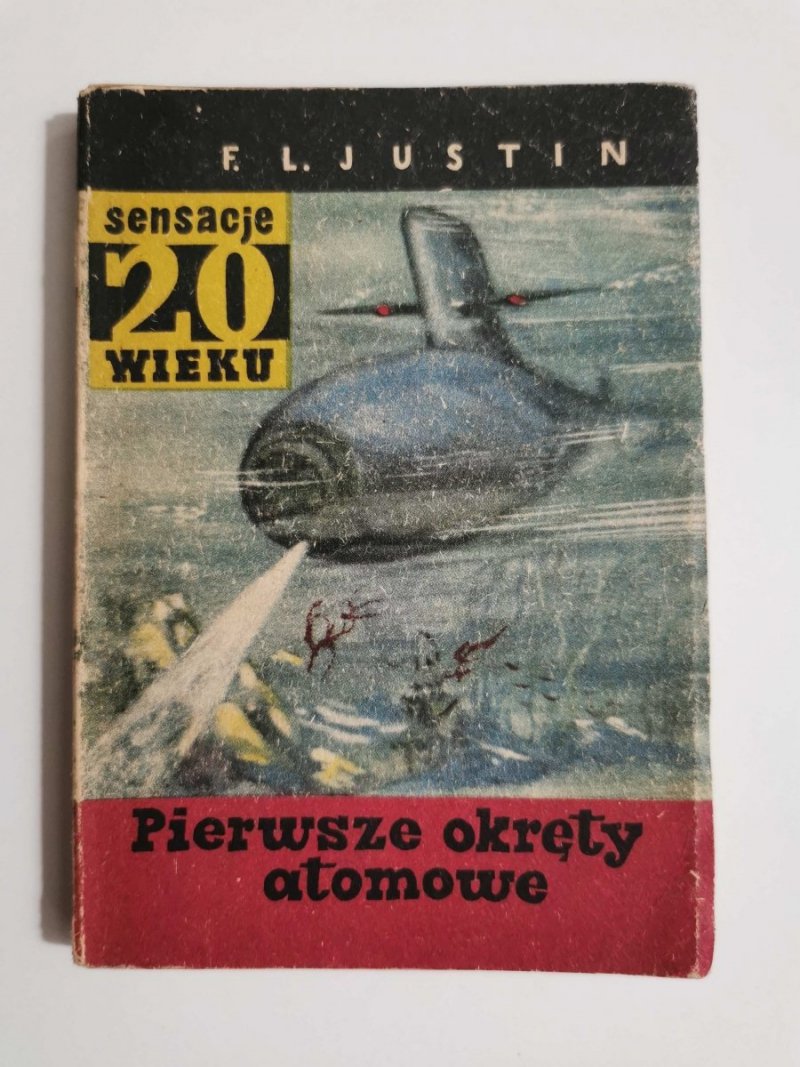 F. L. JUSTIN
sensacje
20
WIEKU
Pierwsze okręty
atomowe